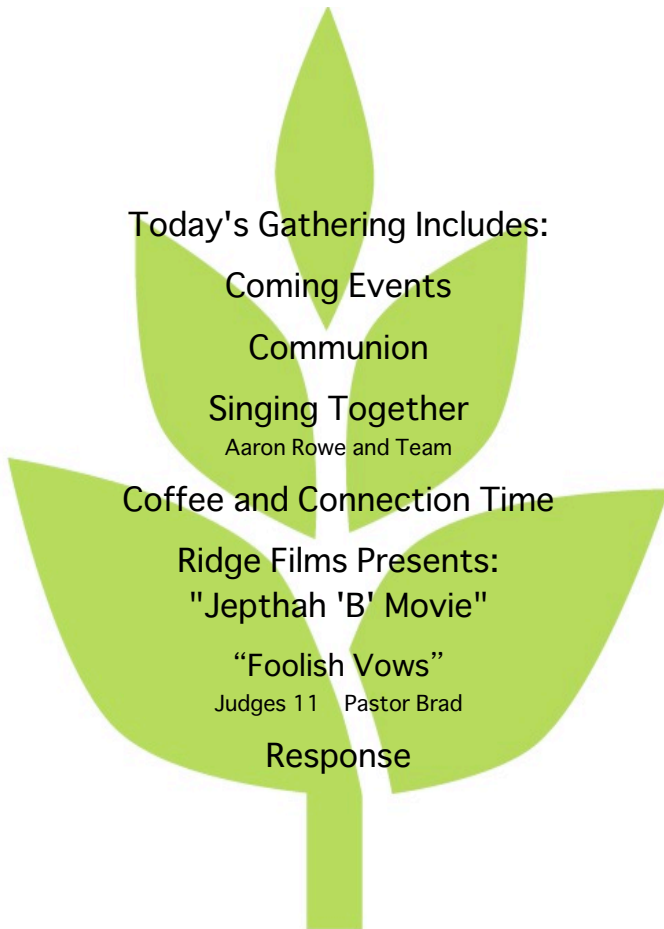 Today's Gathering Includes:
Coming Events
Communion
Singing Together
Aaron Rowe and Team
Coffee and Connection Time
Ridge Films Presents:
"Jepthah 'B' Movie"
“Foolish Vows”
Judges 11    Pastor Brad
Response